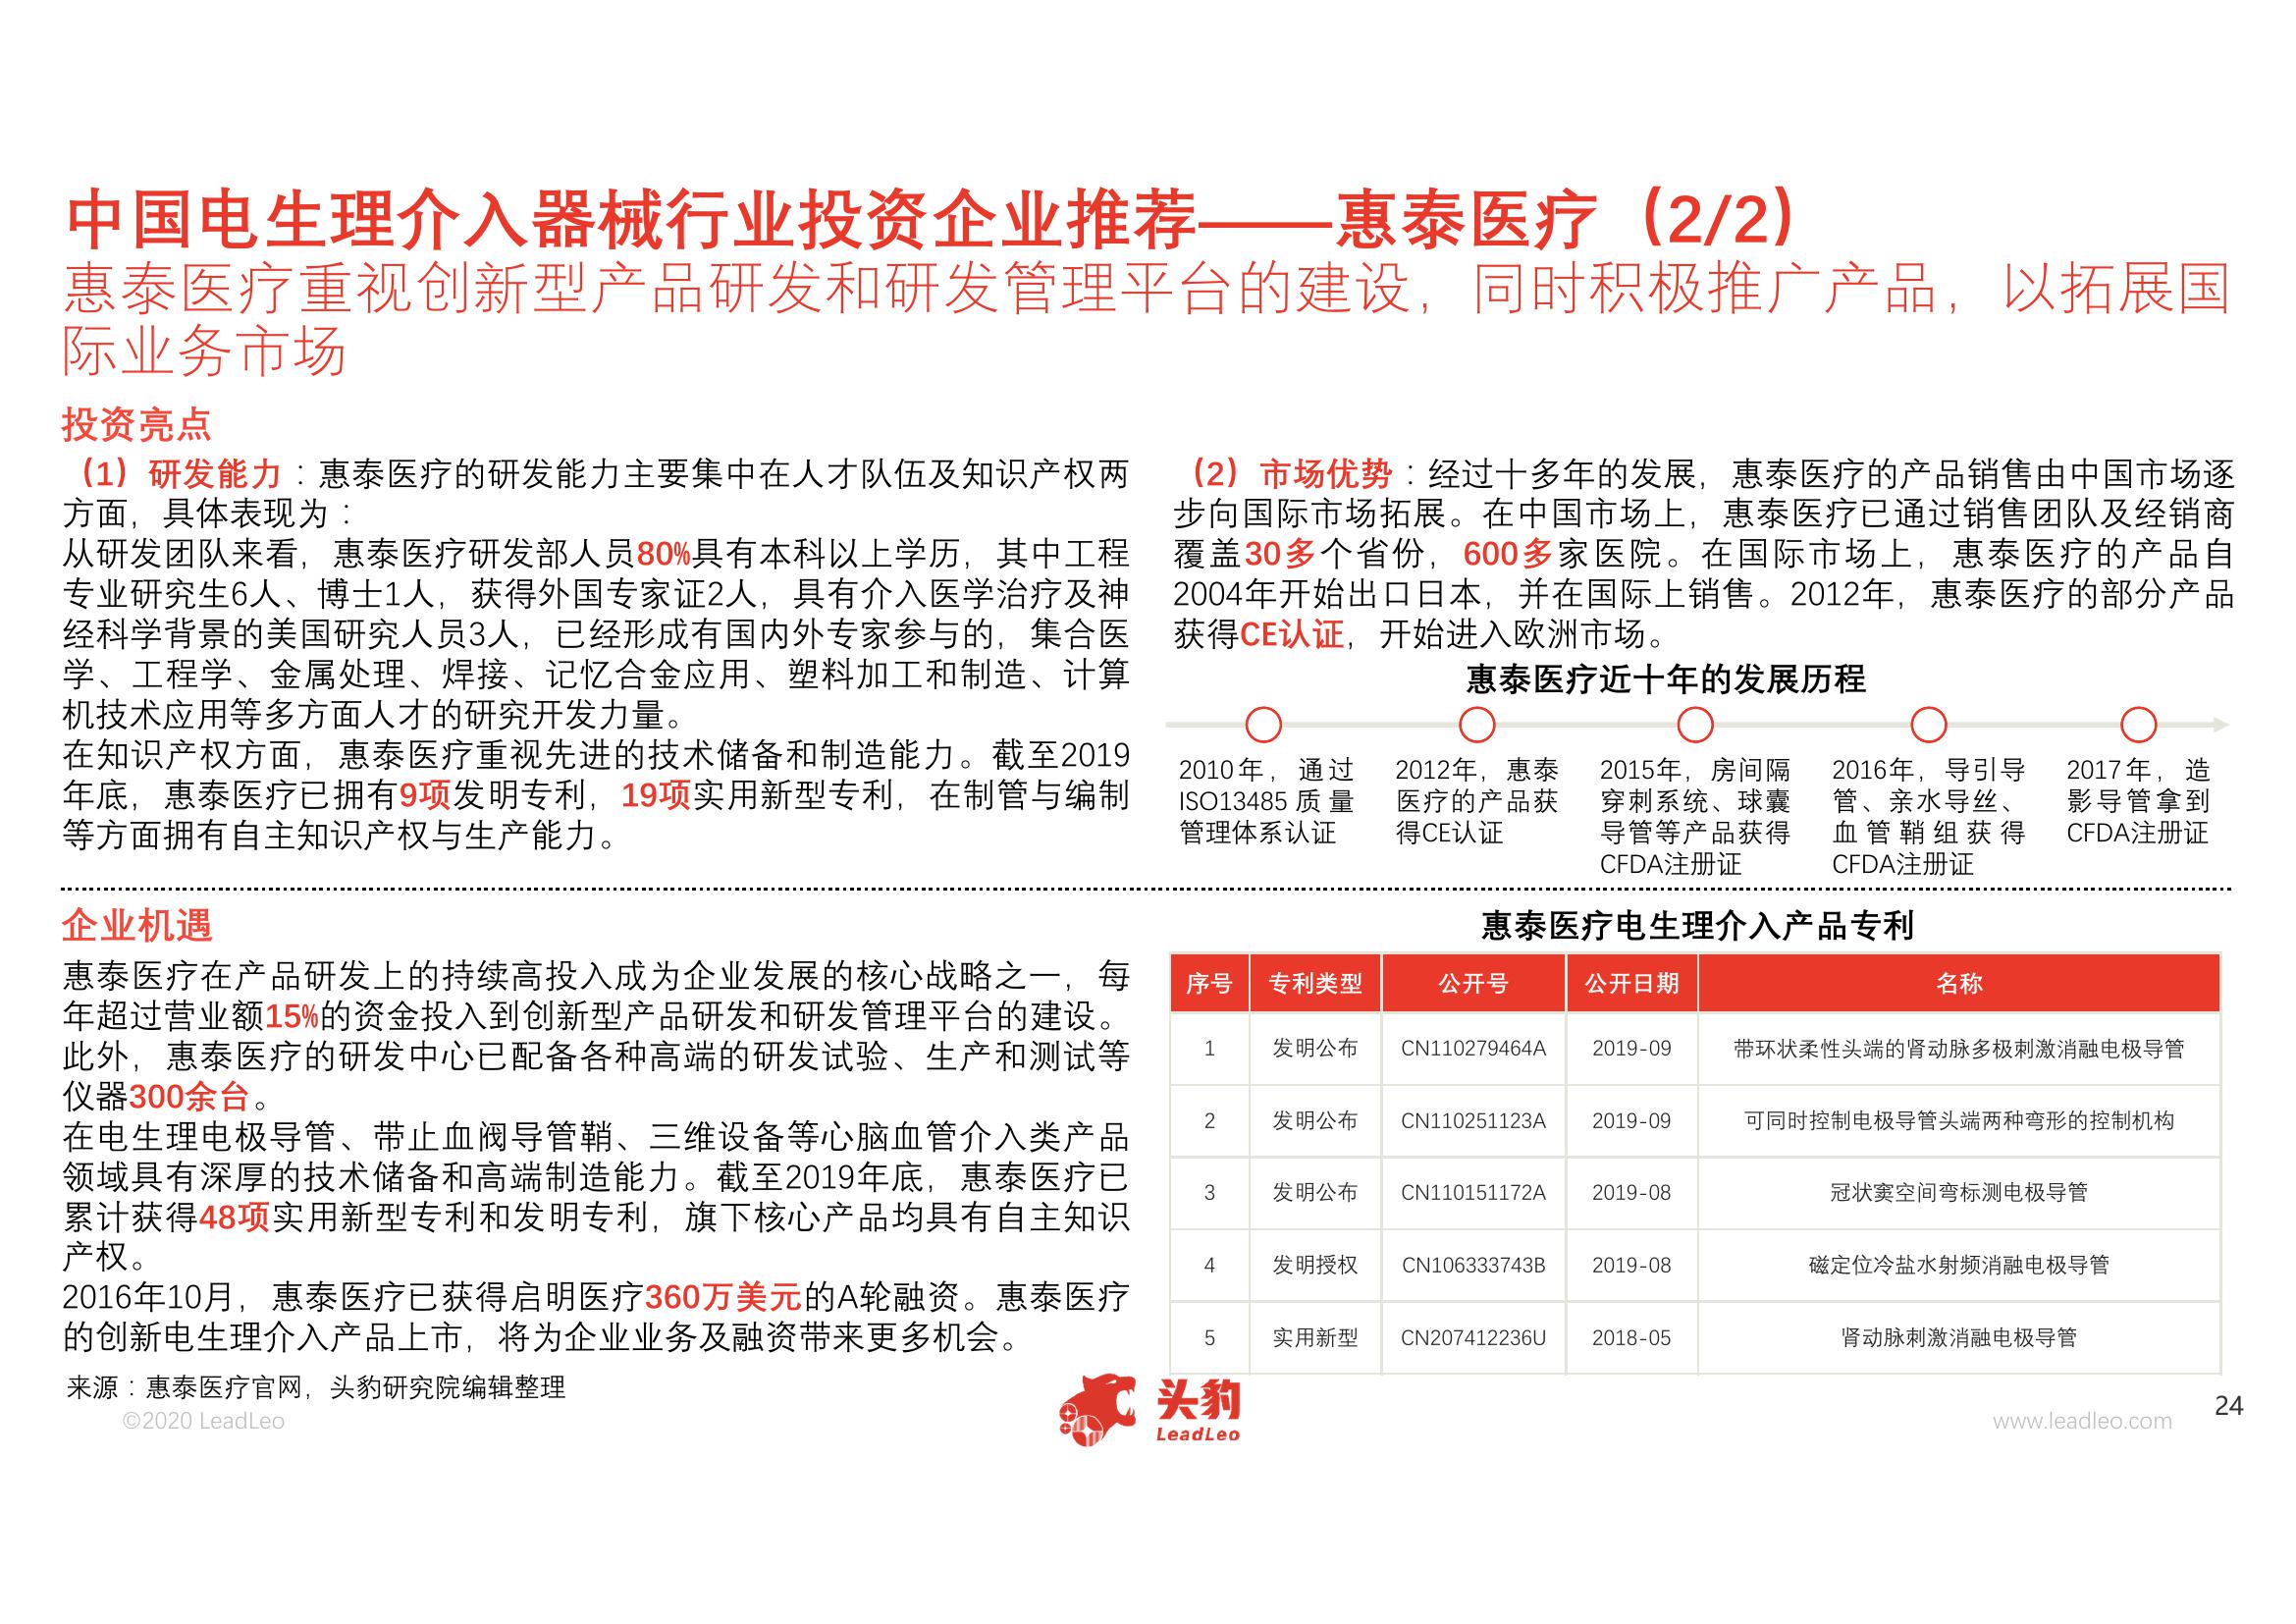 中国电生理介入器械行业投资企业推荐——惠泰医疗（2/2）
惠泰医疗重视创新型产品研发和研发管理平台的建设，同时积极推广产品，以拓展国
际业务市场
投资亮点
（1）研发能力：惠泰医疗的研发能力主要集中在人才队伍及知识产权两
方面，具体表现为：
从研发团队来看，惠泰医疗研发部人员80%具有本科以上学历，其中工程
专业研究生6人、博士1人，获得外国专家证2人，具有介入医学治疗及神
经科学背景的美国研究人员3人，已经形成有国内外专家参与的，集合医
学、工程学、金属处理、焊接、记忆合金应用、塑料加工和制造、计算
机技术应用等多方面人才的研究开发力量。
在知识产权方面，惠泰医疗重视先进的技术储备和制造能力。截至2019
年底，惠泰医疗已拥有9项发明专利，19项实用新型专利，在制管与编制
等方面拥有自主知识产权与生产能力。
（2）市场优势：经过十多年的发展，惠泰医疗的产品销售由中国市场逐
步向国际市场拓展。在中国市场上，惠泰医疗已通过销售团队及经销商
覆盖30多个省份，600多家医院。在国际市场上，惠泰医疗的产品自
2004年开始出口日本，并在国际上销售。2012年，惠泰医疗的部分产品
获得CE认证，开始进入欧洲市场。
惠泰医疗近十年的发展历程
2010年，通过
ISO13485质量
管理体系认证
2012年，惠泰
医疗的产品获
得CE认证
2015年，房间隔
穿刺系统、球囊
导管等产品获得
CFDA注册证
2016年，导引导
管、亲水导丝、
血管鞘组获得
CFDA注册证
2017年，造
影导管拿到
CFDA注册证
企业机遇
惠泰医疗在产品研发上的持续高投入成为企业发展的核心战略之一，每
年超过营业额15%的资金投入到创新型产品研发和研发管理平台的建设。
此外，惠泰医疗的研发中心已配备各种高端的研发试验、生产和测试等
仪器300余台。
在电生理电极导管、带止血阀导管鞘、三维设备等心脑血管介入类产品
领域具有深厚的技术储备和高端制造能力。截至2019年底，惠泰医疗已
累计获得48项实用新型专利和发明专利，旗下核心产品均具有自主知识
产权。
2016年10月，惠泰医疗已获得启明医疗360万美元的A轮融资。惠泰医疗
的创新电生理介入产品上市，将为企业业务及融资带来更多机会。
惠泰医疗电生理介入产品专利
序号 专利类型 公开号 公开日期 名称
1 发明公布 CN110279464A 2019-09 带环状柔性头端的肾动脉多极刺激消融电极导管
2 发明公布 CN110251123A 2019-09 可同时控制电极导管头端两种弯形的控制机构
3 发明公布 CN110151172A 2019-08 冠状窦空间弯标测电极导管
4 发明授权 CN106333743B 2019-08 磁定位冷盐水射频消融电极导管
5 实用新型 CN207412236U 2018-05 肾动脉刺激消融电极导管
来源：惠泰医疗官网，头豹研究院编辑整理
©2020 LeadLeo
头豹
LeadLeo
www.leadleo.com
24